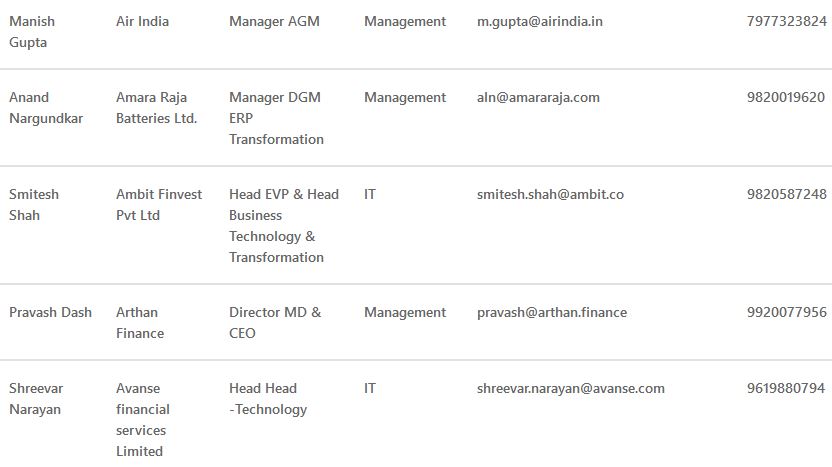 Manish Gupta Air India Manager AGM Management m.gupta@airindia.in 7977323824
Anand Nargundkar Amara Raja Batteries Ltd. Manager DGM ERP Transformation Management aln@amararaja.com 9820019620
Smitesh Shah Ambit Finvest Pvt Ltd Head EVP & Head Business Technology & Transformation IT smitesh.shah@ambit.co 9820587248
Pravash Dash Arthan Finance Director MD & CEO Management pravash@arthan.finance 9920077956
Shreevar Narayan Avanse financial services Limited Head Head -Technology IT shreevar.narayan@avanse.com 9619880794